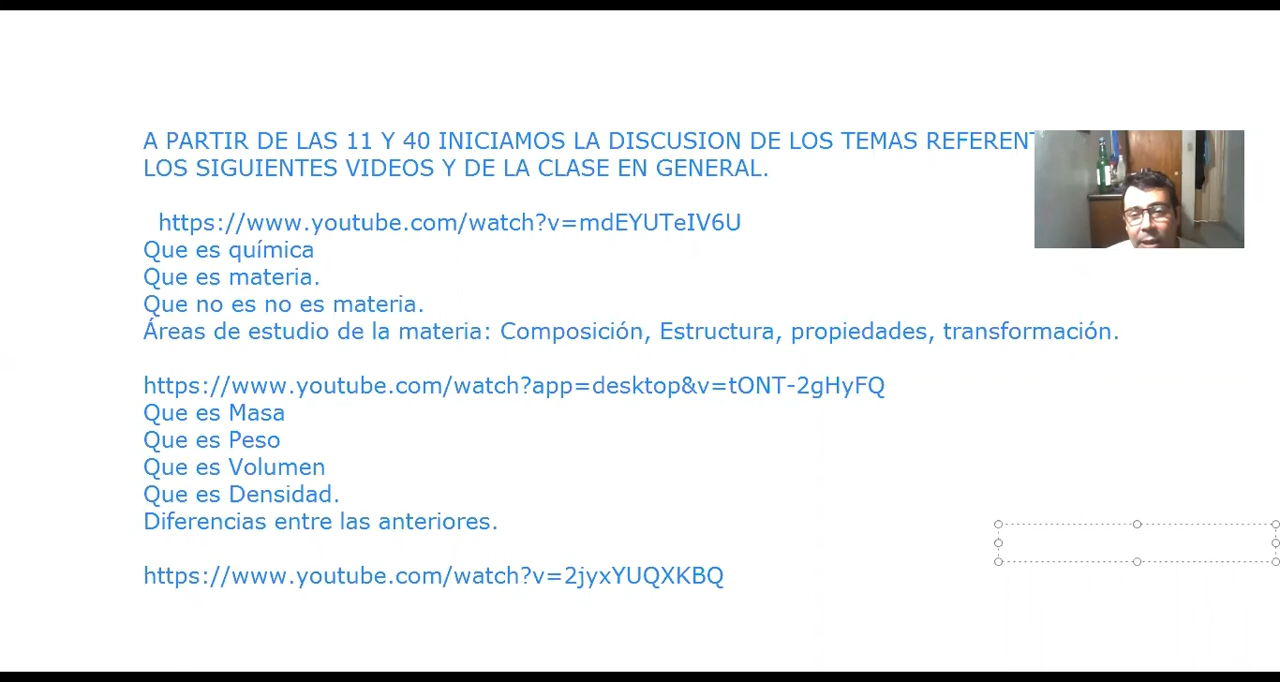 A PARTIR DE LAS 11 Y 40 INICIAMOS LA DISCUSION DE LOS TEMAS
LOS SIGUIENTES VIDEOS Y DE LA CLASE EN GENERAL.
https://www.youtube.com/watch?v=mdEYUTeIV6U
Que es química
Que es materia.
Que no es no es materia.
Áreas de estudio de la materia: Composición, Estructura, propiedades, transformación.
https://www.youtube.com/watch?app=desktop&v=tONT-2gHyFQ
Que es Masa
Que es Peso
Que es Volumen
Que es Densidad.
Diferencias entre las anteriores.
https://www.youtube.com/watch?v=2jyxYUQXKBQ